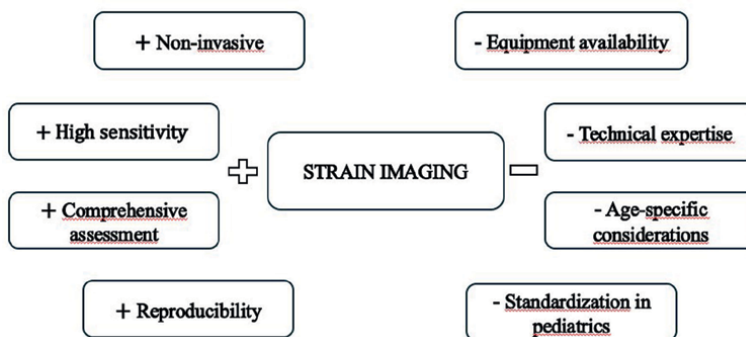 + Non-invasive
- Equipment availability
+ High sensitivity
- Technical expertise
+
STRAIN IMAGING
-
+ Comprehensive
assessment
- Age-specific
considerations
+ Reproducibility
- Standardization in
pediatrics